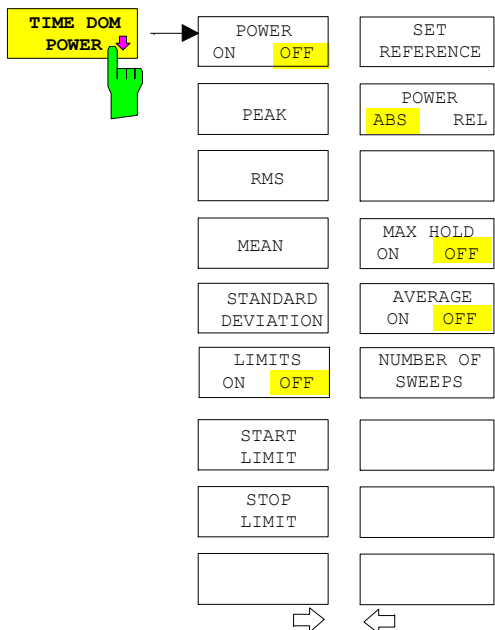 TIME DOM
POWER
POWER
ON OFF
PEAK
RMS
MEAN
STANDARD
DEVIATION
LIMITS
ON OFF
START
LIMIT
STOP
LIMIT
SET
REFERENCE
POWER
ABS REL
MAX HOLD
ON OFF
AVERAGE
ON OFF
NUMBER OF
SWEEPS